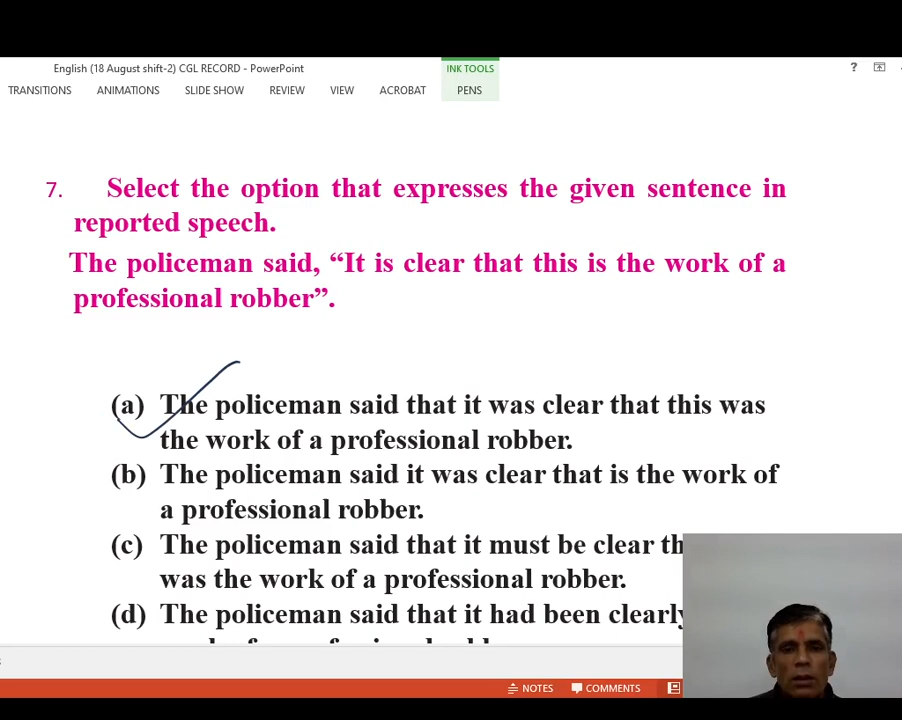 English (18 August shift-2) CGL RECORD - PowerPoint
INK TOOLS
?
TRANSITIONS ANIMATIONS SLIDE SHOW REVIEW VIEW ACROBAT PENS
7. Select the option that expresses the given sentence in
reported speech.
The policeman said, “It is clear that this is the work of a
professional robber”.
(a) The policeman said that it was clear that this was
the work of a professional robber.
(b) The policeman said it was clear that is the work of
a professional robber.
(c) The policeman said that it must be clear
was the work of a professional robber.
(d) The policeman said that it had been clearly
NOTES COMMENTS